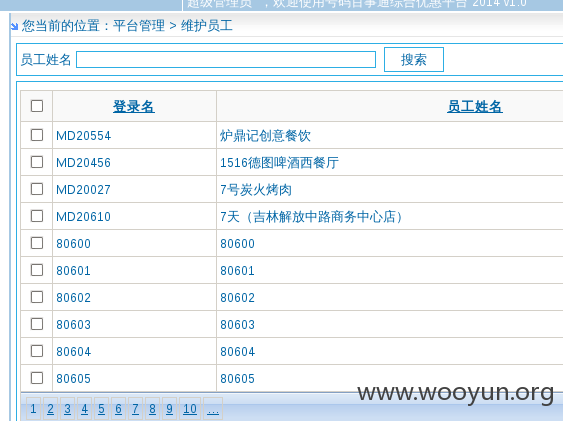 超级管理员 ，欢迎使用号码百事通综合优惠平台 2014 v1.0
您当前的位置：平台管理 > 维护员工
员工姓名 搜索
登录名 员工姓名
MD20554 炉鼎记创意餐饮
MD20456 1516德图啤酒西餐厅
MD20027 7号炭火烤肉
MD20610 7天（吉林解放中路商务中心店）
80600 80600
80601 80601
80602 80602
80603 80603
80604 80604
80605 80605
1 2 3 4 5 6 7 8 9 10 ...
www.wooyun.org